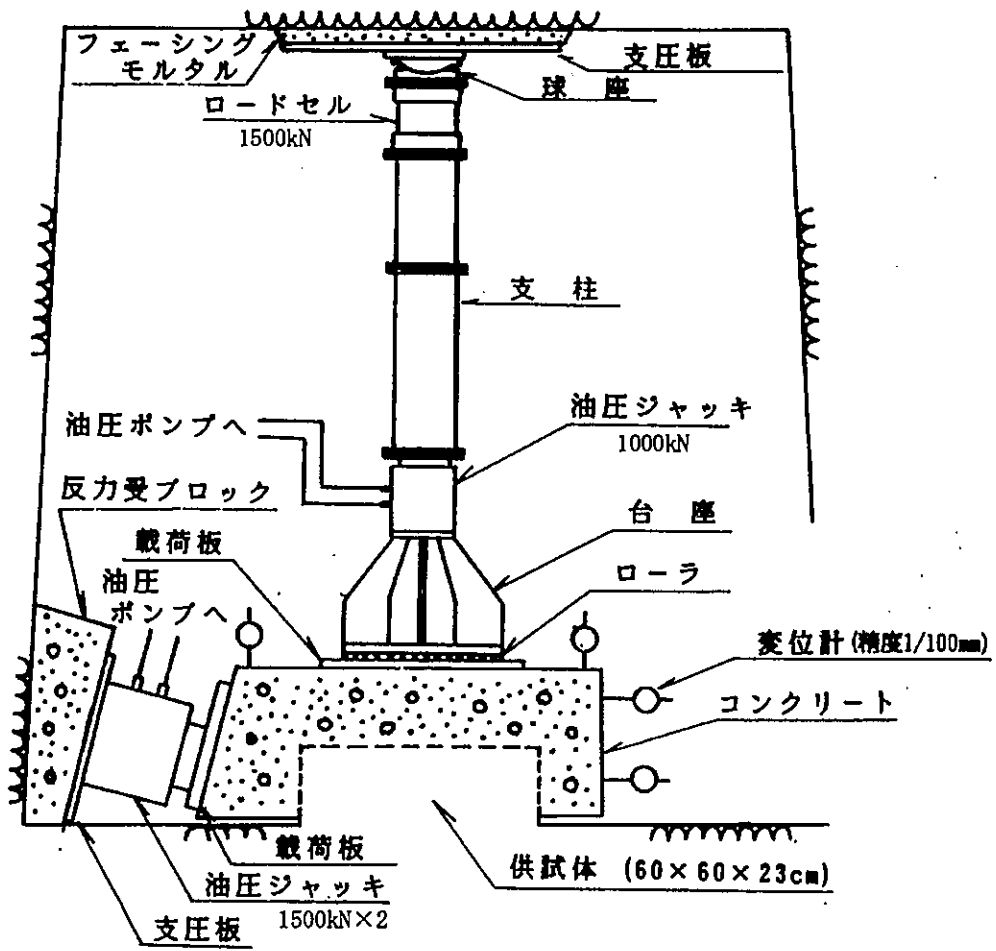 フェーシング
モルタル
支圧板
球 座
ロードセル
1500kN
支 柱
油圧ポンプへ
油圧ジャッキ
1000kN
反力受ブロック
台 座
載荷板
ローラ
油圧
ポンプへ
変位計(精度1/100mm)
コンクリート
載荷板
供試体 (60×60×23cm)
油圧ジャッキ
1500kN×2
支圧板